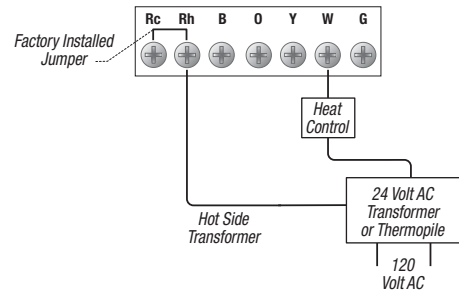 Rc Rh B O Y W G
Factory Installed
Jumper
Heat
Control
24 Volt AC
Transformer
or Thermopile
Hot Side
Transformer
120
Volt AC